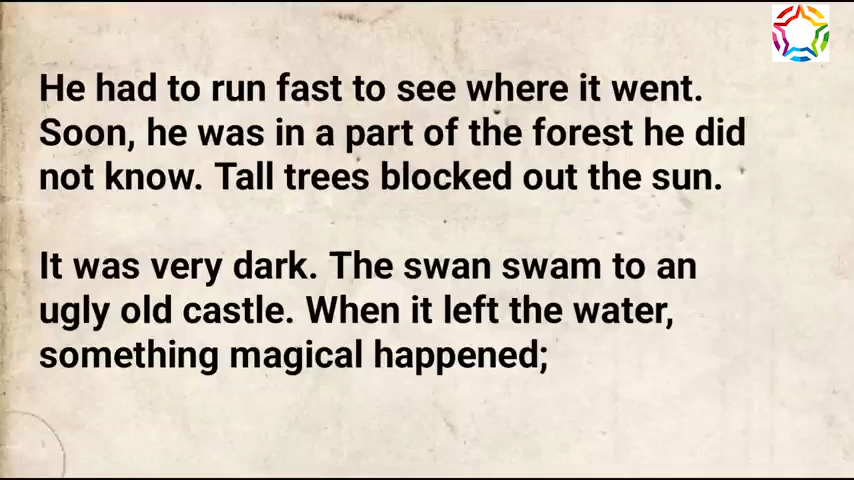 He had to run fast to see where it went.
Soon, he was in a part of the forest he did
not know. Tall trees blocked out the sun.
It was very dark. The swan swam to an
ugly old castle. When it left the water,
something magical happened;